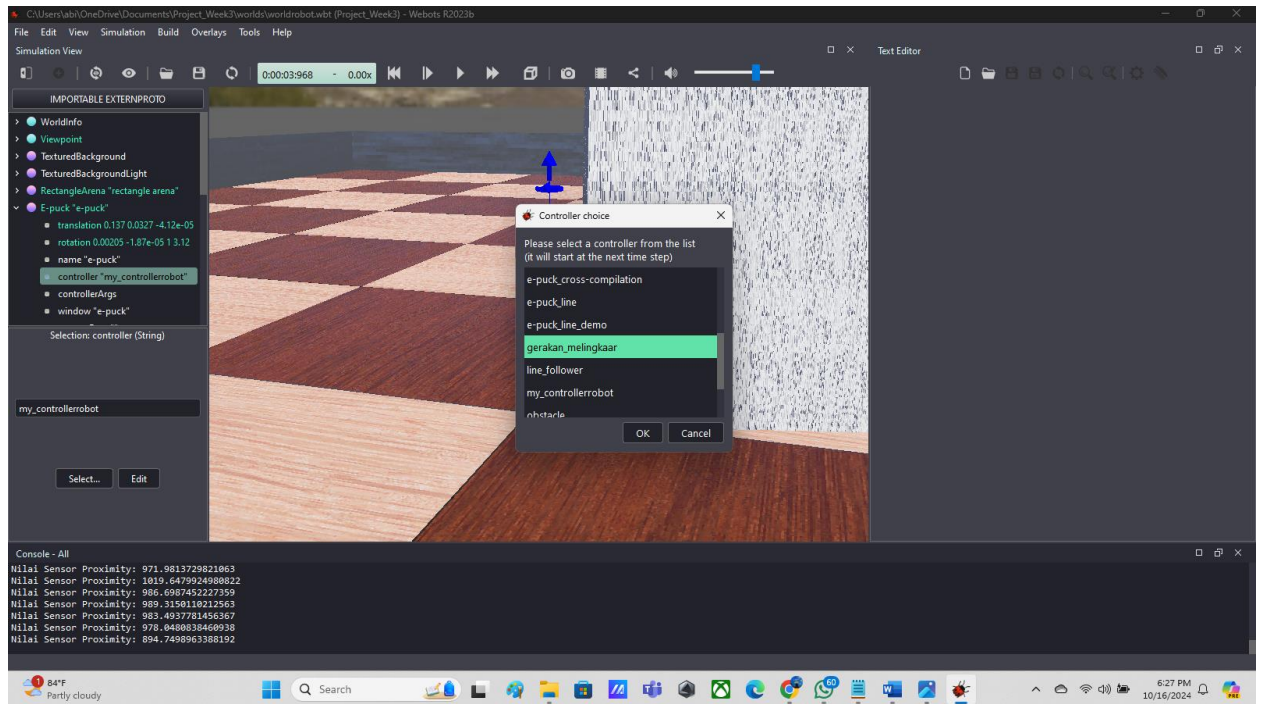 C:\Users\abi\OneDrive\Documents\Project_Week3\worlds\worldrobot.wbt (Project_Week3) - Webots R2023b
File Edit View Simulation Build Overlays Tools Help
Simulation View
Text Editor
0:00:03:968 - 0.00x
IMPORTABLE EXTERNPROTO
WorldInfo
Viewpoint
TexturedBackground
TexturedBackgroundLight
RectangleArena "rectangle arena"
E-puck "e-puck"
translation 0.137 0.0327 -4.12e-05
rotation 0.00205 -1.87e-05 1 3.12
name "e-puck"
controller "my_controllerrobot"
controllerArgs
window "e-puck"
Selection: controller (String)
my_controllerrobot
Select... Edit
Controller choice
Please select a controller from the list
(it will start at the next time step)
e-puck_cross-compilation
e-puck_line
e-puck_line_demo
gerakan_melingkaar
line_follower
my_controllerrobot
obstacle
OK Cancel
Console - All
Nilai Sensor Proximity: 971.9813729821063
Nilai Sensor Proximity: 1019.6479924980822
Nilai Sensor Proximity: 986.6987452227359
Nilai Sensor Proximity: 989.3150110212563
Nilai Sensor Proximity: 983.4937781456367
Nilai Sensor Proximity: 978.0480838460938
Nilai Sensor Proximity: 894.7498963388192
1
84°F
Partly cloudy
Search
60
6:27 PM
10/16/2024
PRE